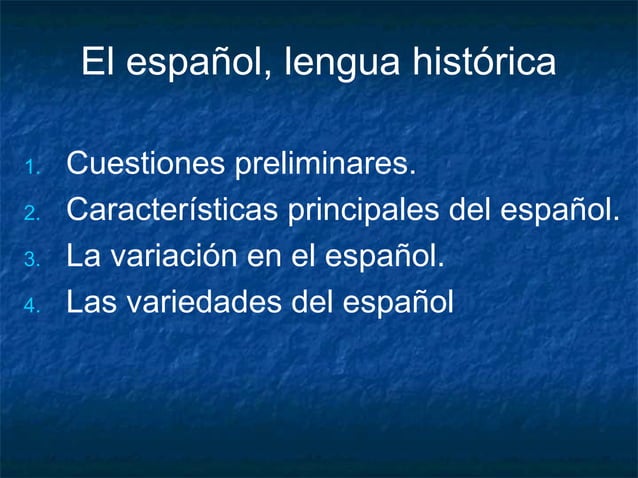 El español, lengua histórica
1. Cuestiones preliminares.
2. Características principales del español.
3. La variación en el español.
4. Las variedades del español